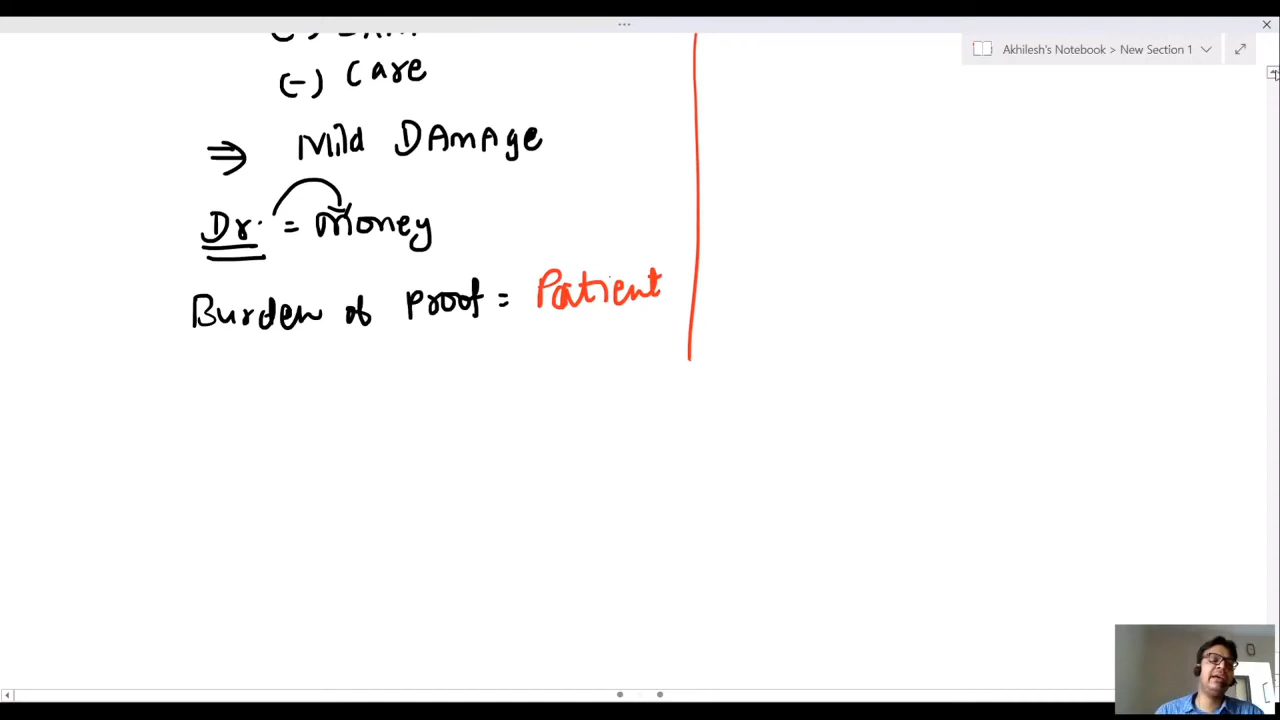 Akhilesh's Notebook > New Section 1
(-) Care
⇒ Mild DAmAge
Dr. = Money
Burden of Proof = Patient